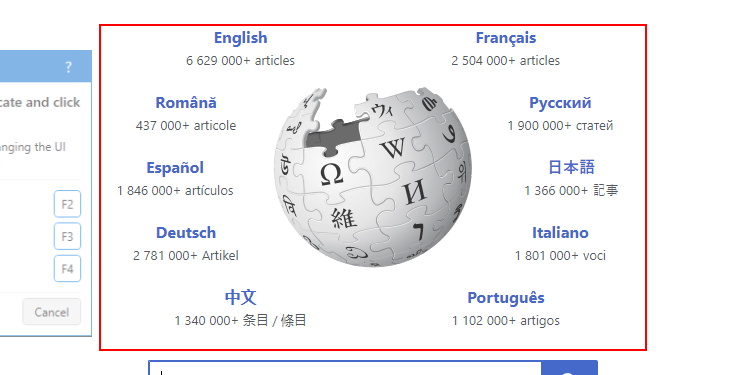 English
6 629 000+ articles
Français
2 504 000+ articles
?
cate and click
Română
437 000+ articole
Русский
1 900 000+ статей
anging the UI
Español
1 846 000+ artículos
日本語
1 366 000+ 記事
F2
F3
F4
Deutsch
2 781 000+ Artikel
Italiano
1 801 000+ voci
Cancel
中文
1 340 000+ 条目 / 條目
Português
1 102 000+ artigos
ウィ
W
Ω
И
維